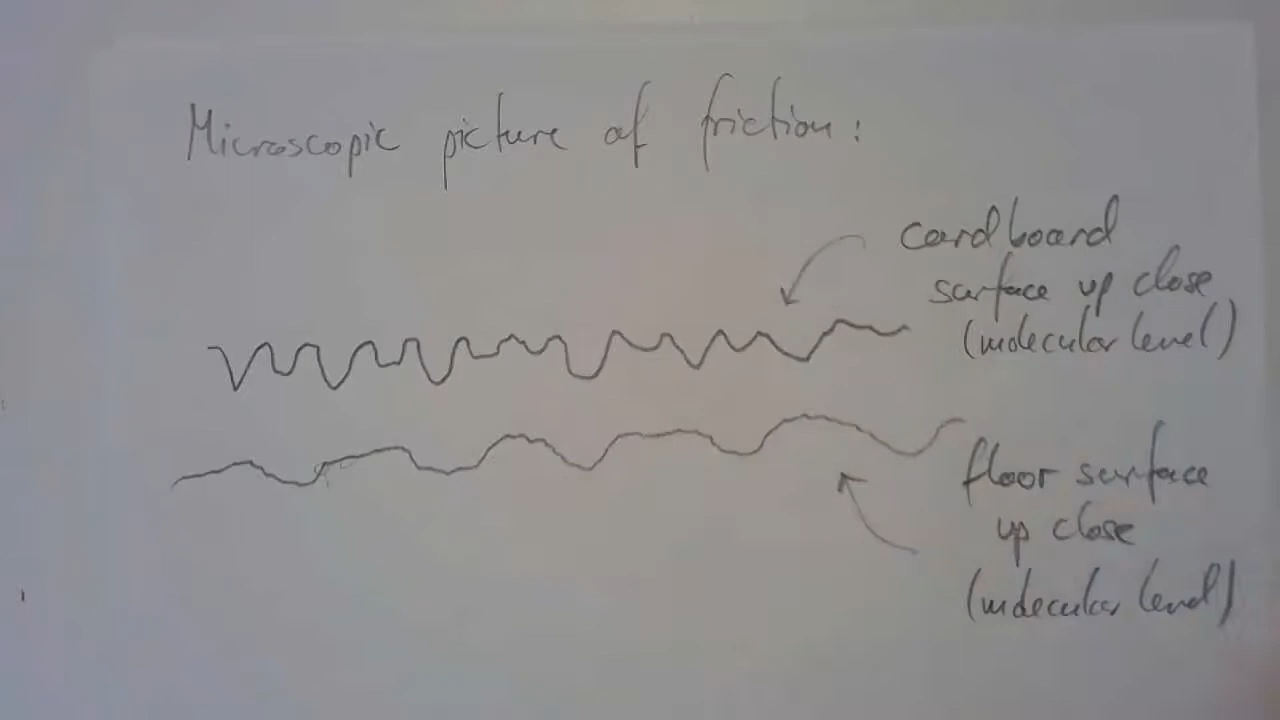 Microscopic picture of friction:
cardboard
surface up close
(molecular level)
floor surface
up close
(molecular level)